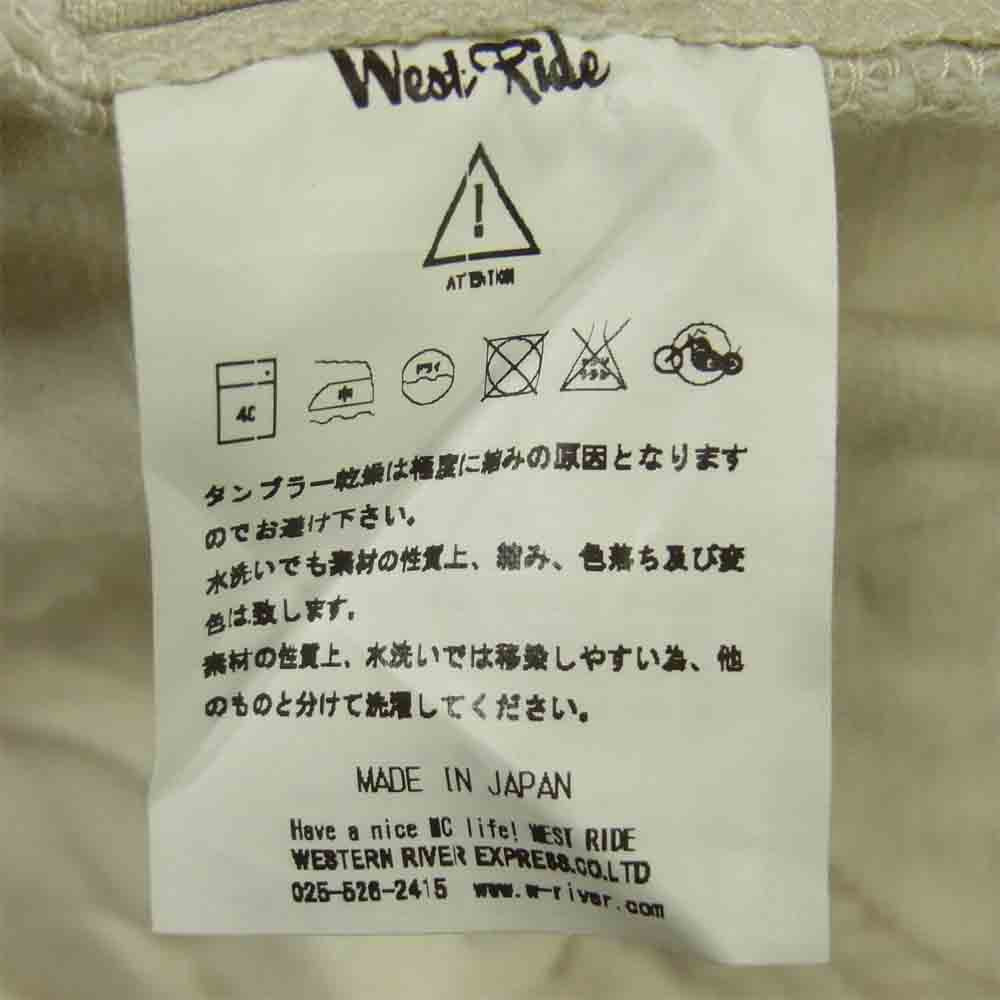 West Ride
!
ATTENTION
40 中 ドライ エンソ サラシ
タンブラー乾燥は極度に縮みの原因となります
のでお避け下さい。
水洗いでも素材の性質上、縮み、色落ち及び変
色は致します。
素材の性質上、水洗いでは移染しやすい為、他
のものと分けて洗濯してください。
MADE IN JAPAN
Have a nice MC life! WEST RIDE
WESTERN RIVER EXPRESS.CO.LTD
025-526-2415 www.w-river.com